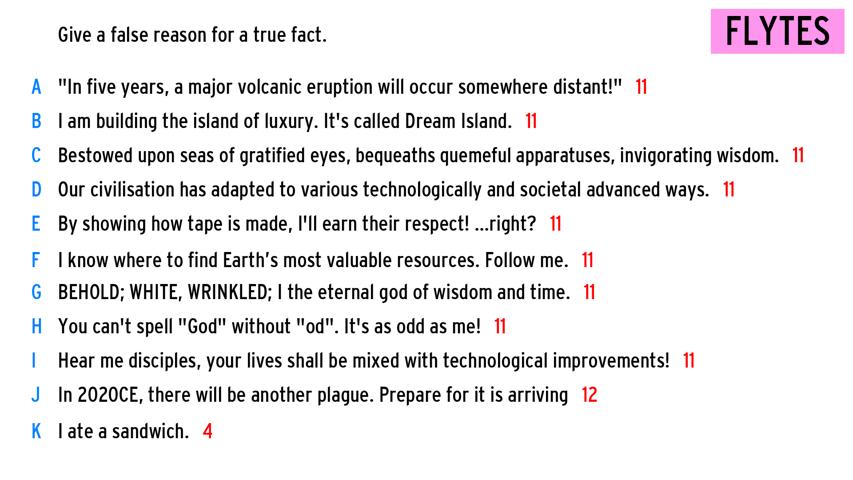 Give a false reason for a true fact.
FLYTES
A "In five years, a major volcanic eruption will occur somewhere distant!" 11
B I am building the island of luxury. It's called Dream Island. 11
C Bestowed upon seas of gratified eyes, bequeaths quemeful apparatuses, invigorating wisdom. 11
D Our civilisation has adapted to various technologically and societal advanced ways. 11
E By showing how tape is made, I'll earn their respect! ...right? 11
F I know where to find Earth’s most valuable resources. Follow me. 11
G BEHOLD; WHITE, WRINKLED; I the eternal god of wisdom and time. 11
H You can't spell "God" without "od". It's as odd as me! 11
I Hear me disciples, your lives shall be mixed with technological improvements! 11
J In 2020CE, there will be another plague. Prepare for it is arriving 12
K I ate a sandwich. 4